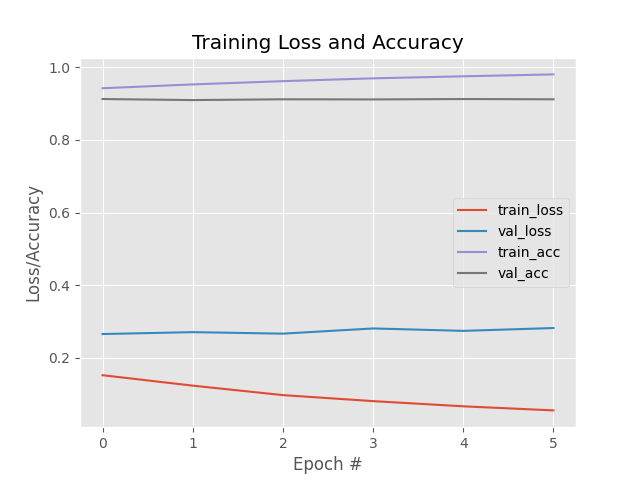 Training Loss and Accuracy
1.0
0.8
0.6
0.4
0.2
Loss/Accuracy
train_loss
val_loss
train_acc
val_acc
0 1 2 3 4 5
Epoch #